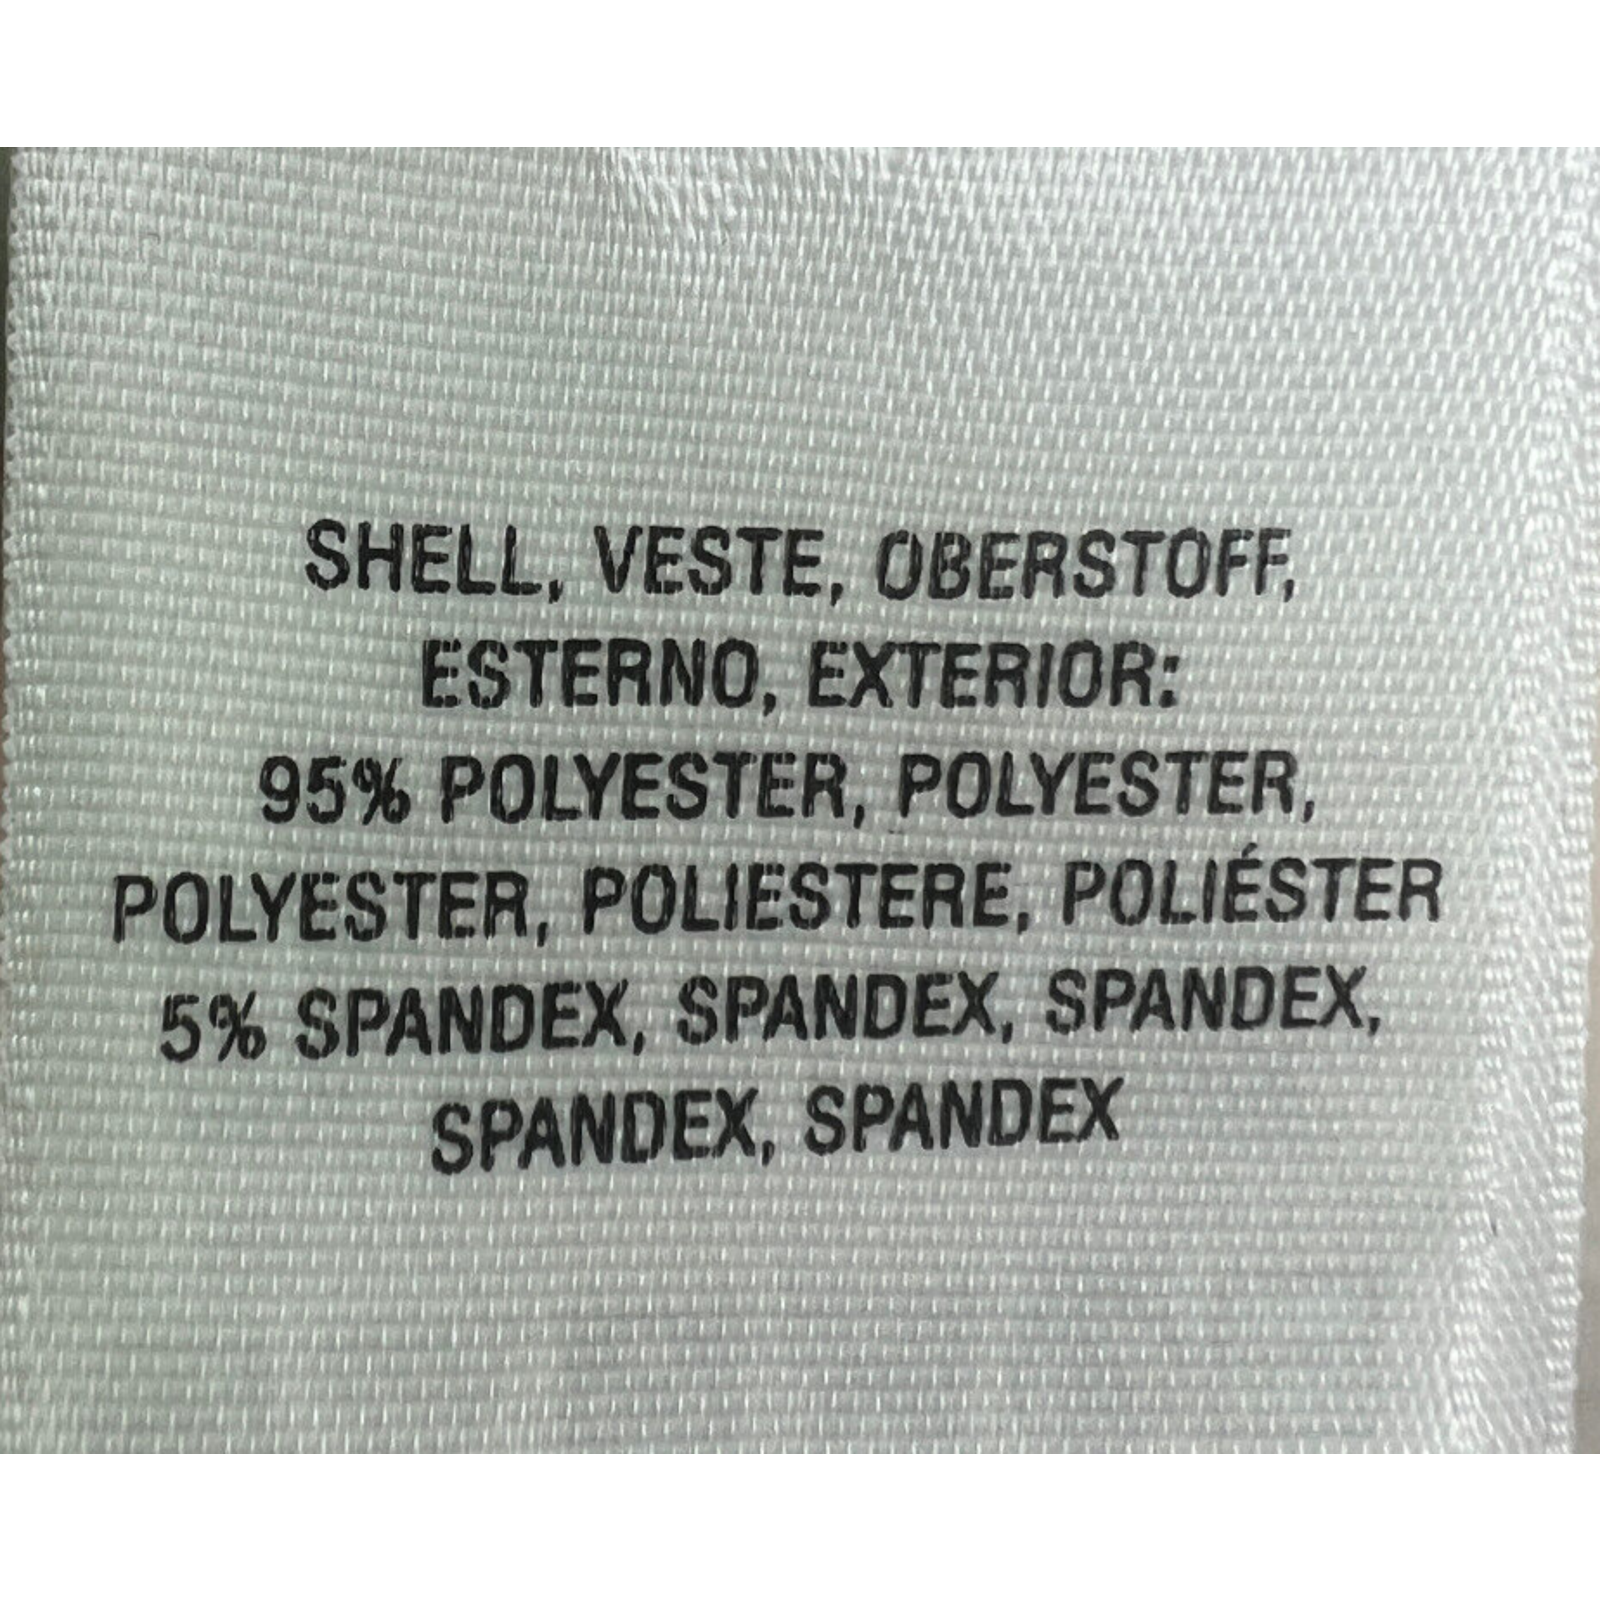 SHELL, VESTE, OBERSTOFF,
ESTERNO, EXTERIOR:
95% POLYESTER, POLYESTER,
POLYESTER, POLIESTERE, POLIÉSTER
5% SPANDEX, SPANDEX, SPANDEX,
SPANDEX, SPANDEX